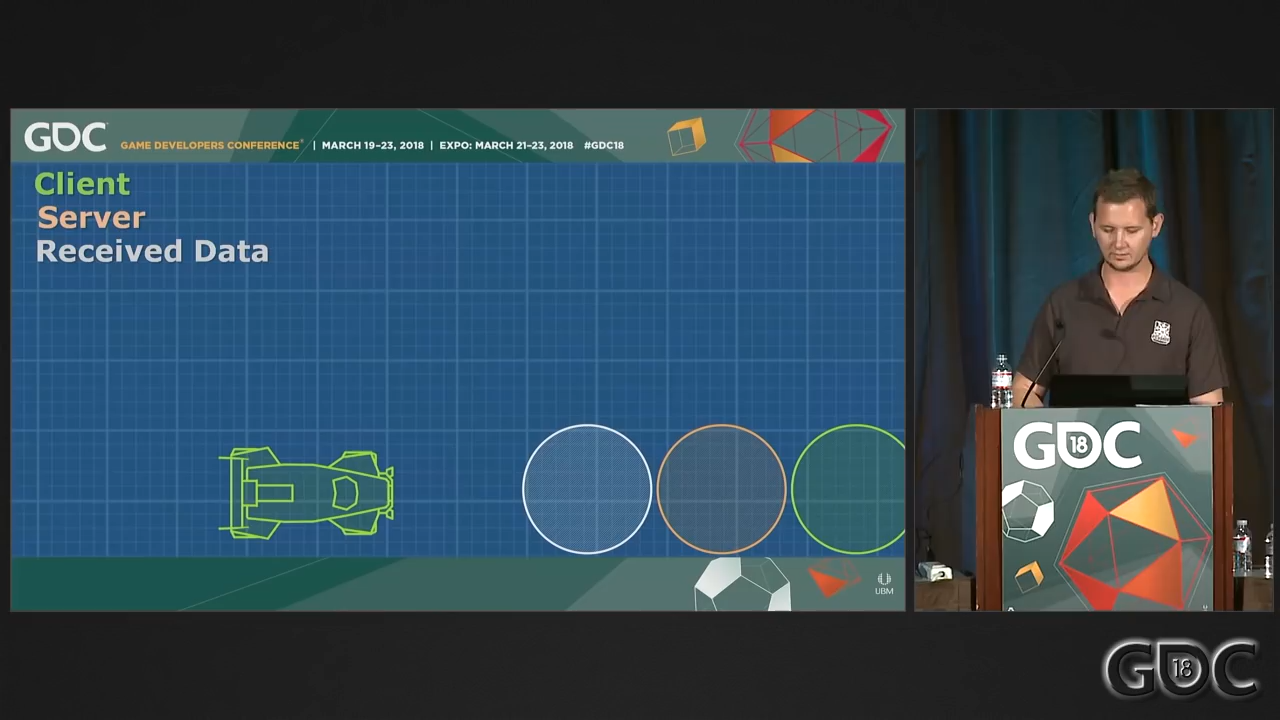 GDC
GAME DEVELOPERS CONFERENCE® | MARCH 19–23, 2018 | EXPO: MARCH 21–23, 2018 #GDC18
Client
Server
Received Data
UBM
GDC
18
GDC
18